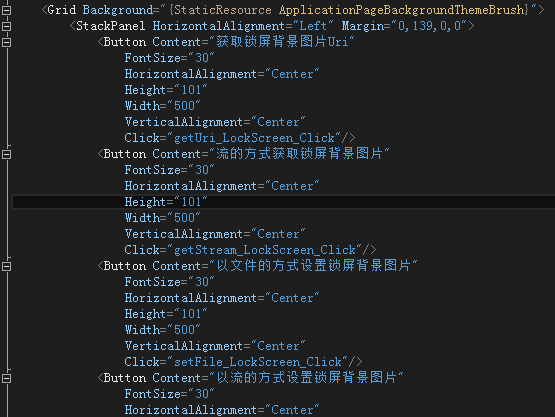 <Grid Background="{StaticResource ApplicationPageBackgroundThemeBrush}">
<StackPanel HorizontalAlignment="Left" Margin="0,139,0,0">
<Button Content="获取锁屏背景图片Uri"
FontSize="30"
HorizontalAlignment="Center"
Height="101"
Width="500"
VerticalAlignment="Center"
Click="getUri_LockScreen_Click"/>
<Button Content="流的方式获取锁屏背景图片"
FontSize="30"
HorizontalAlignment="Center"
Height="101"
Width="500"
VerticalAlignment="Center"
Click="getStream_LockScreen_Click"/>
<Button Content="以文件的方式设置锁屏背景图片"
FontSize="30"
HorizontalAlignment="Center"
Height="101"
Width="500"
VerticalAlignment="Center"
Click="setFile_LockScreen_Click"/>
<Button Content="以流的方式设置锁屏背景图片"
FontSize="30"
HorizontalAlignment="Center"